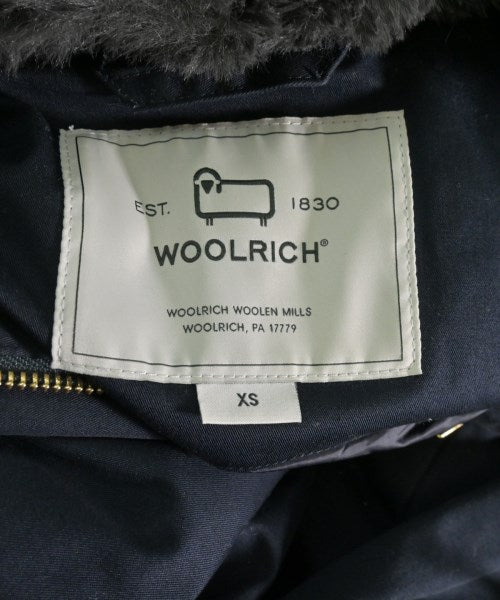 EST. 1830
WOOLRICH®
WOOLRICH WOOLEN MILLS
WOOLRICH, PA 17779
XS